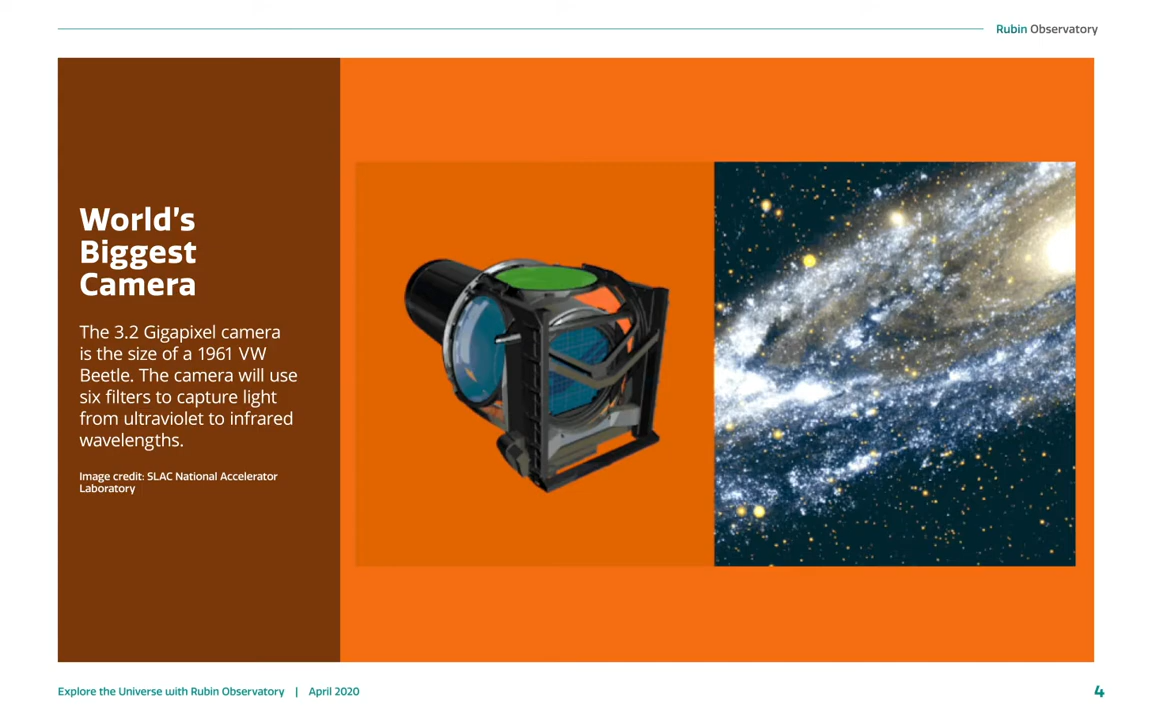 Rubin Observatory
World's
Biggest
Camera
The 3.2 Gigapixel camera
is the size of a 1961 VW
Beetle. The camera will use
six filters to capture light
from ultraviolet to infrared
wavelengths.
Image credit: SLAC National Accelerator
Laboratory
Explore the Universe with Rubin Observatory | April 2020
4